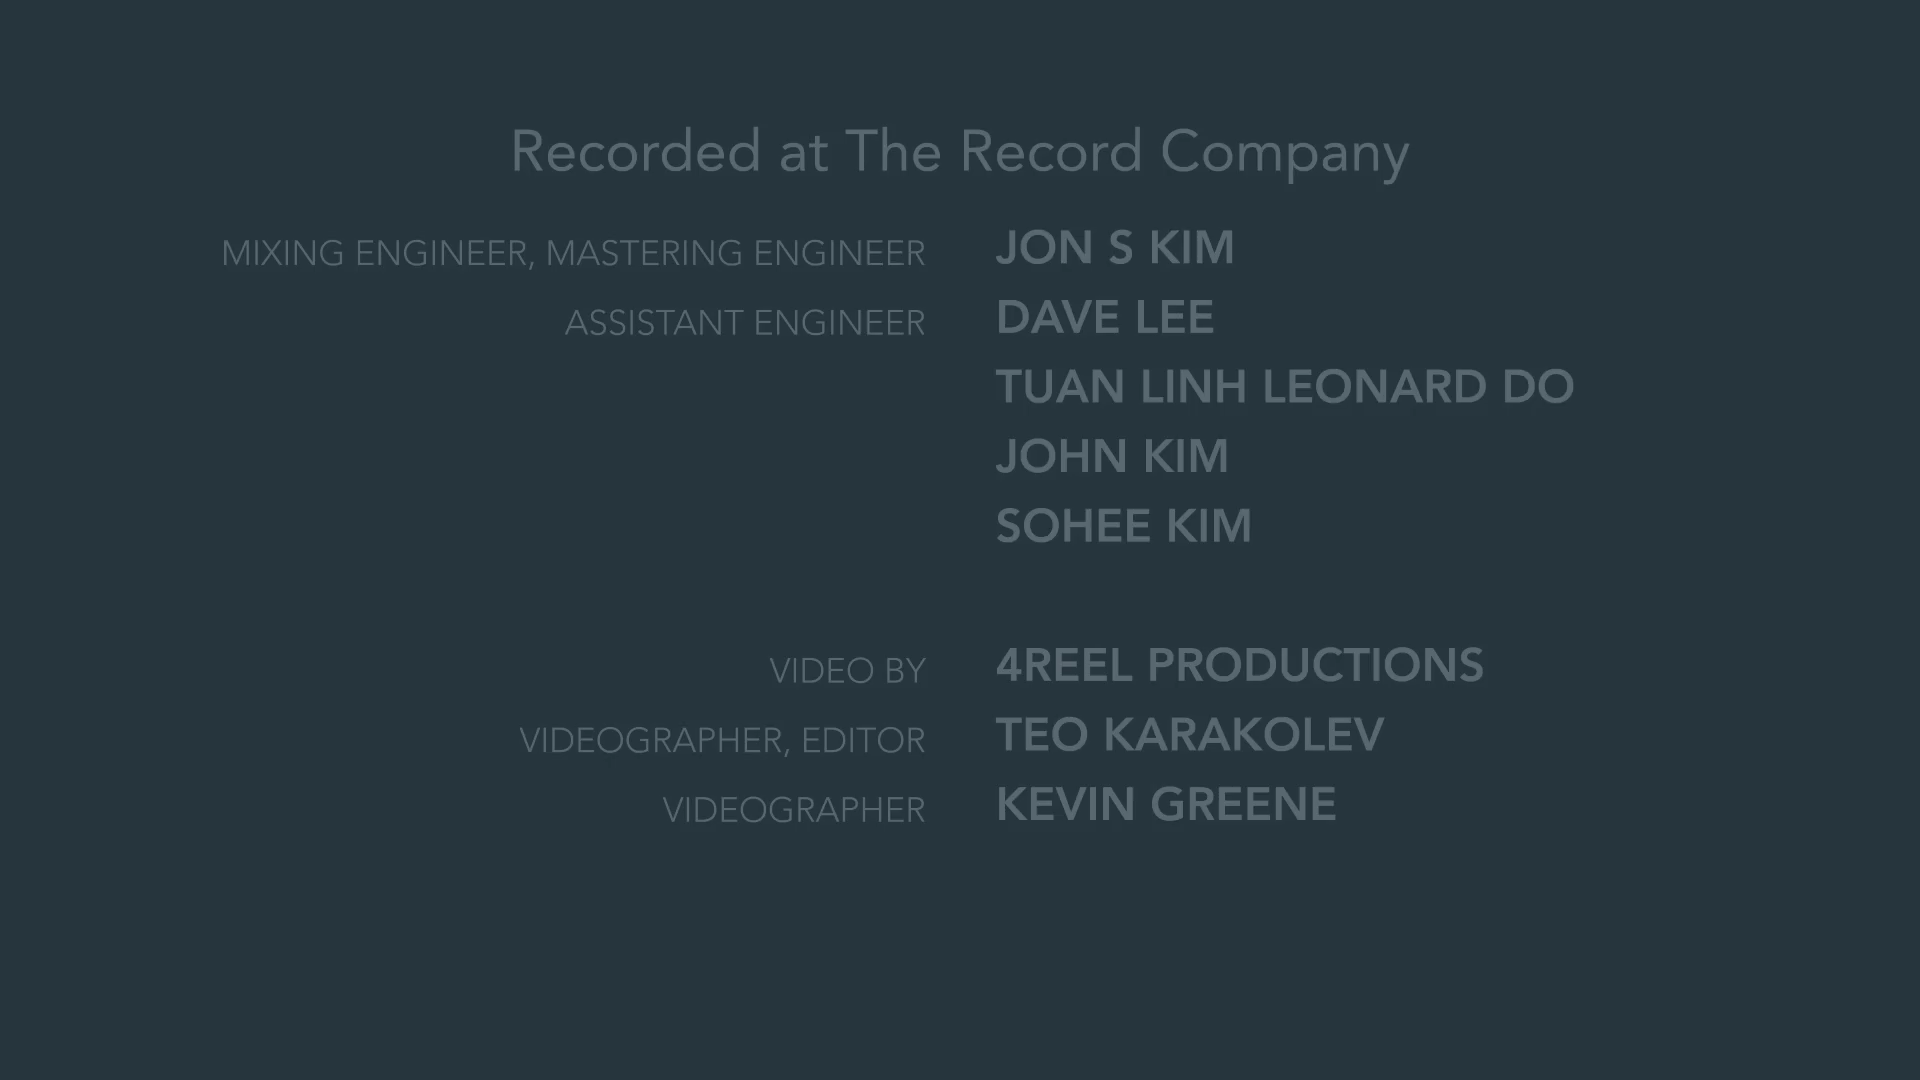 Recorded at The Record Company
MIXING ENGINEER, MASTERING ENGINEER JON S KIM
ASSISTANT ENGINEER DAVE LEE
TUAN LINH LEONARD DO
JOHN KIM
SOHEE KIM
VIDEO BY 4REEL PRODUCTIONS
VIDEOGRAPHER, EDITOR TEO KARAKOLEV
VIDEOGRAPHER KEVIN GREENE